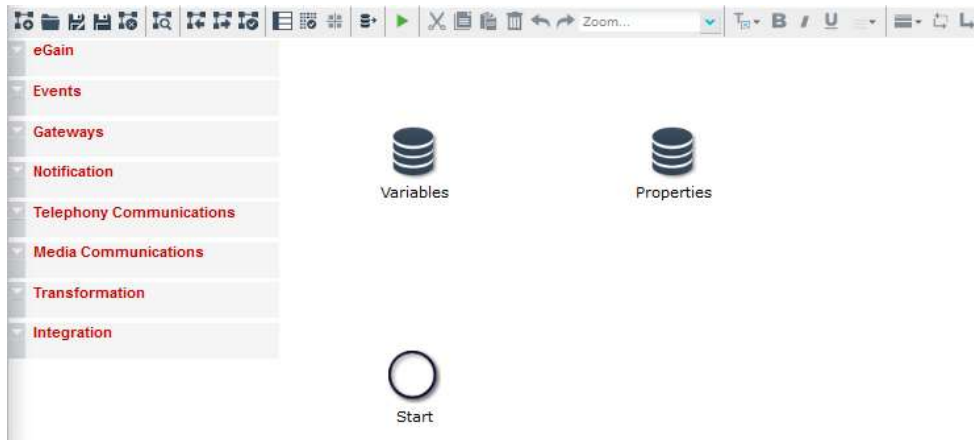 Zoom...
T
B I U
eGain
Events
Gateways
Notification
Telephony Communications
Media Communications
Transformation
Integration
Variables
Properties
Start